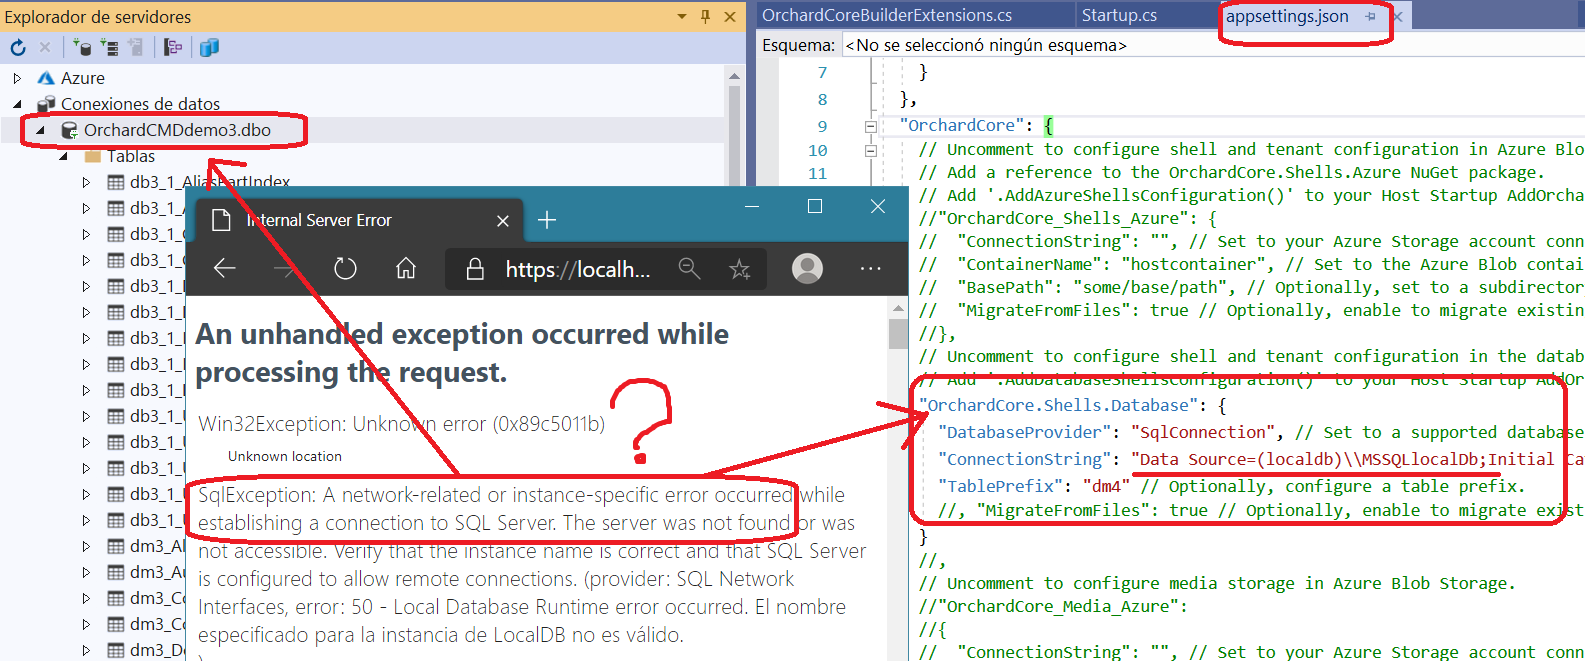 Explorador de servidores
Azure
Conexiones de datos
OrchardCMDdemo3.dbo
Tablas
db3_1_AliasPartIndex
db3_1_
db3_1_
db3_1_
db3_1_
db3_1_
db3_1_
db3_1_
db3_1_
db3_1_U
db3_1_U
db3_1_U
db3_1_U
db3_1_U
dm3_Al
dm3_Au
dm3_Co
dm3_Co
dm3_De
Internal Server Error
https://localh...
An unhandled exception occurred while
processing the request.
Win32Exception: Unknown error (0x89c5011b)
Unknown location
?
SqlException: A network-related or instance-specific error occurred while
establishing a connection to SQL Server. The server was not found or was
not accessible. Verify that the instance name is correct and that SQL Server
is configured to allow remote connections. (provider: SQL Network
Interfaces, error: 50 - Local Database Runtime error occurred. El nombre
especificado para la instancia de LocalDB no es válido.
)
OrchardCoreBuilderExtensions.cs
Startup.cs
appsettings.json
Esquema: <No se seleccionó ningún esquema>
7 }
8 },
9 "OrchardCore": {
10 // Uncomment to configure shell and tenant configuration in Azure Blo
11 // Add a reference to the OrchardCore.Shells.Azure NuGet package.
// Add '.AddAzureShellsConfiguration()' to your Host Startup AddOrcha
//"OrchardCore_Shells_Azure": {
// "ConnectionString": "", // Set to your Azure Storage account conn
// "ContainerName": "hostcontainer", // Set to the Azure Blob contai
// "BasePath": "some/base/path", // Optionally, set to a subdirector
// "MigrateFromFiles": true // Optionally, enable to migrate existin
//},
// Uncomment to configure shell and tenant configuration in the datab
// Add '.AddDatabaseShellsConfiguration()' to your Host Startup AddOr
"OrchardCore.Shells.Database": {
"DatabaseProvider": "SqlConnection", // Set to a supported database
"ConnectionString": "Data Source=(localdb)\\MSSQLlocalDb;Initial Ca
"TablePrefix": "dm4" // Optionally, configure a table prefix.
//, "MigrateFromFiles": true // Optionally, enable to migrate exist
}
//,
// Uncomment to configure media storage in Azure Blob Storage.
//"OrchardCore_Media_Azure":
//{
// "ConnectionString": "", // Set to your Azure Storage account conn